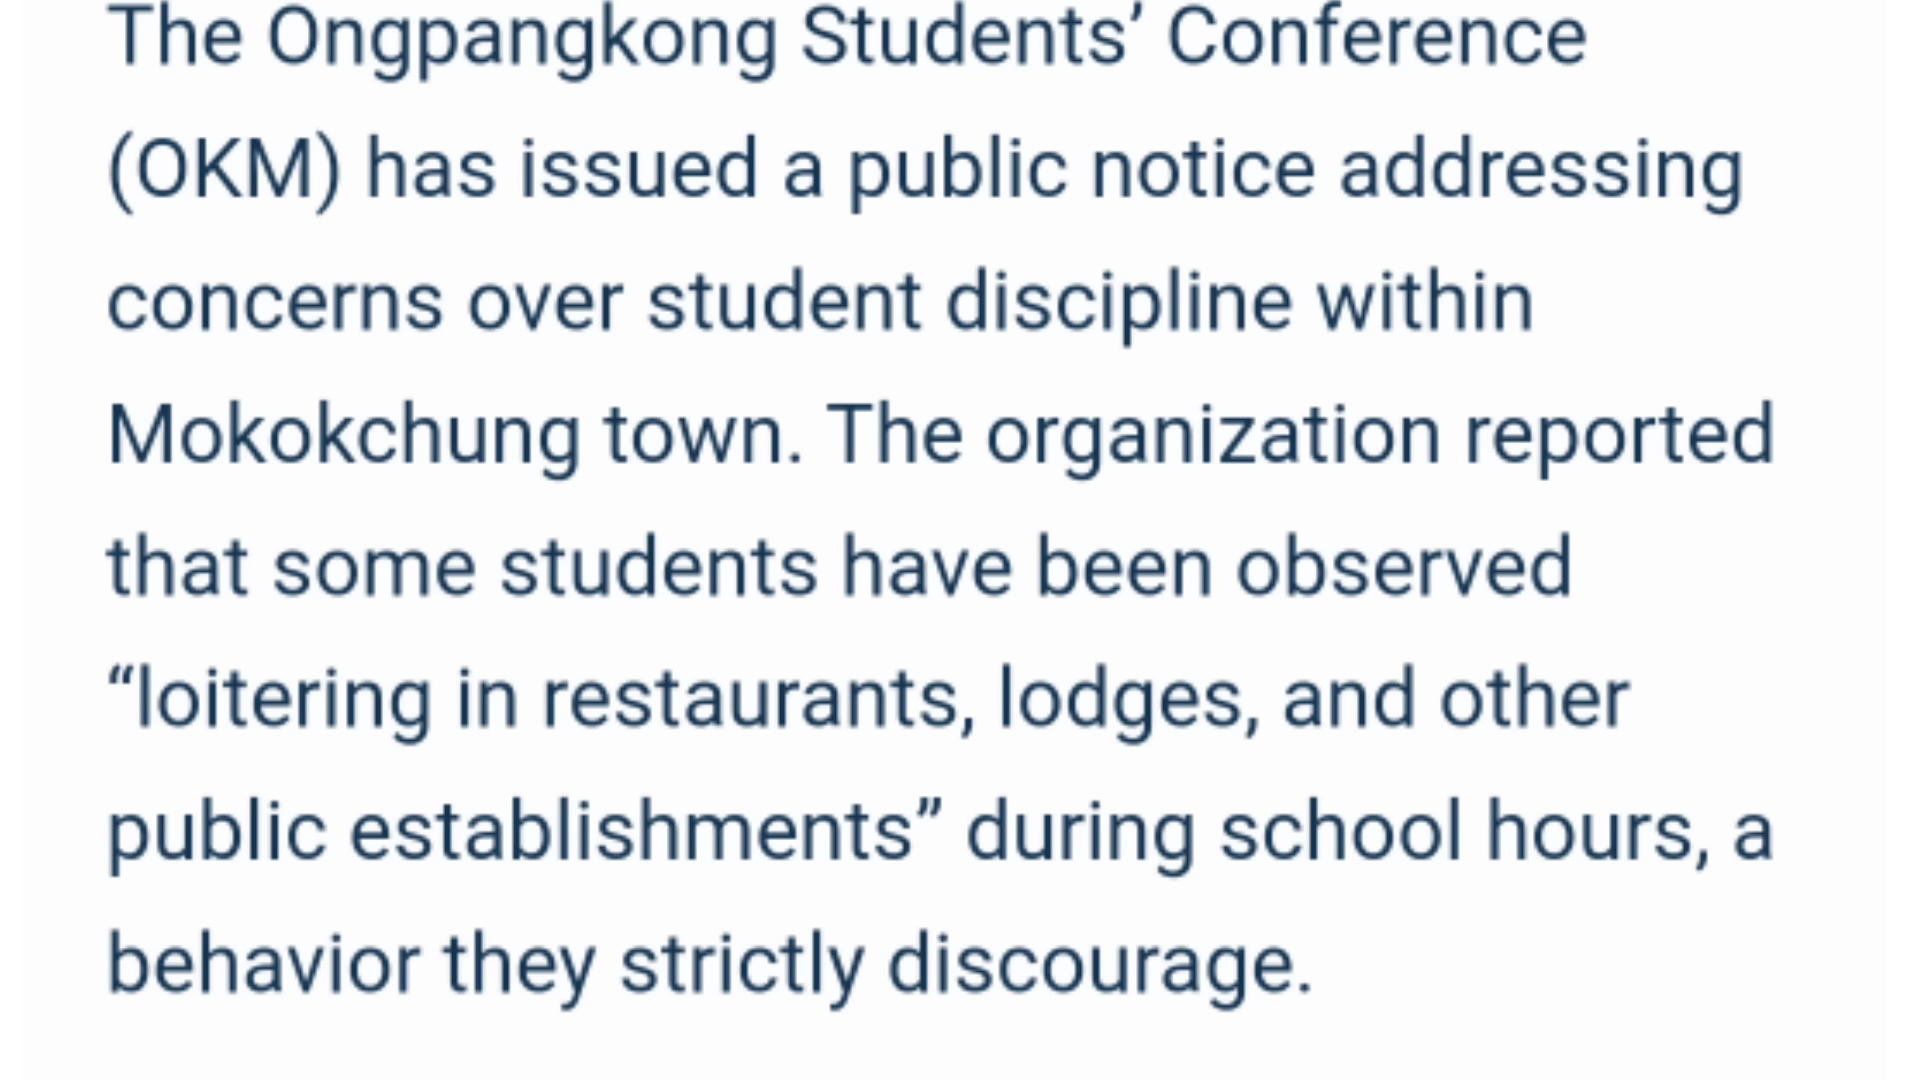 The Ongpangkong Students’ Conference
(OKM) has issued a public notice addressing
concerns over student discipline within
Mokokchung town. The organization reported
that some students have been observed
“loitering in restaurants, lodges, and other
public establishments” during school hours, a
behavior they strictly discourage.